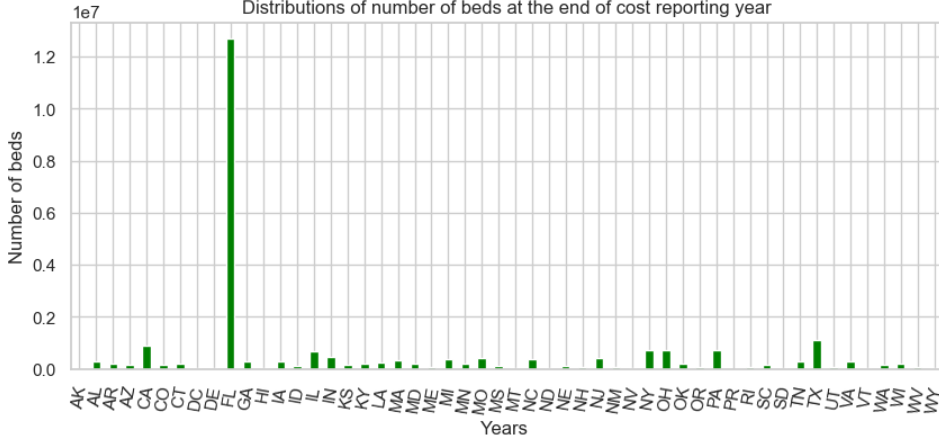 Distributions of number of beds at the end of cost reporting year
1e7
1.2
1.0
0.8
0.6
0.4
0.2
0.0
Number of beds
AK AL AR AZ CA CO CT DC DE FL GA HI IA ID IL IN KS KY LA MA MD ME MI MN MO MS MT NC ND NE NH NJ NM NV NY OH OK OR PA PR RI SC SD TN TX UT VA VT WA WI WV WY
Years